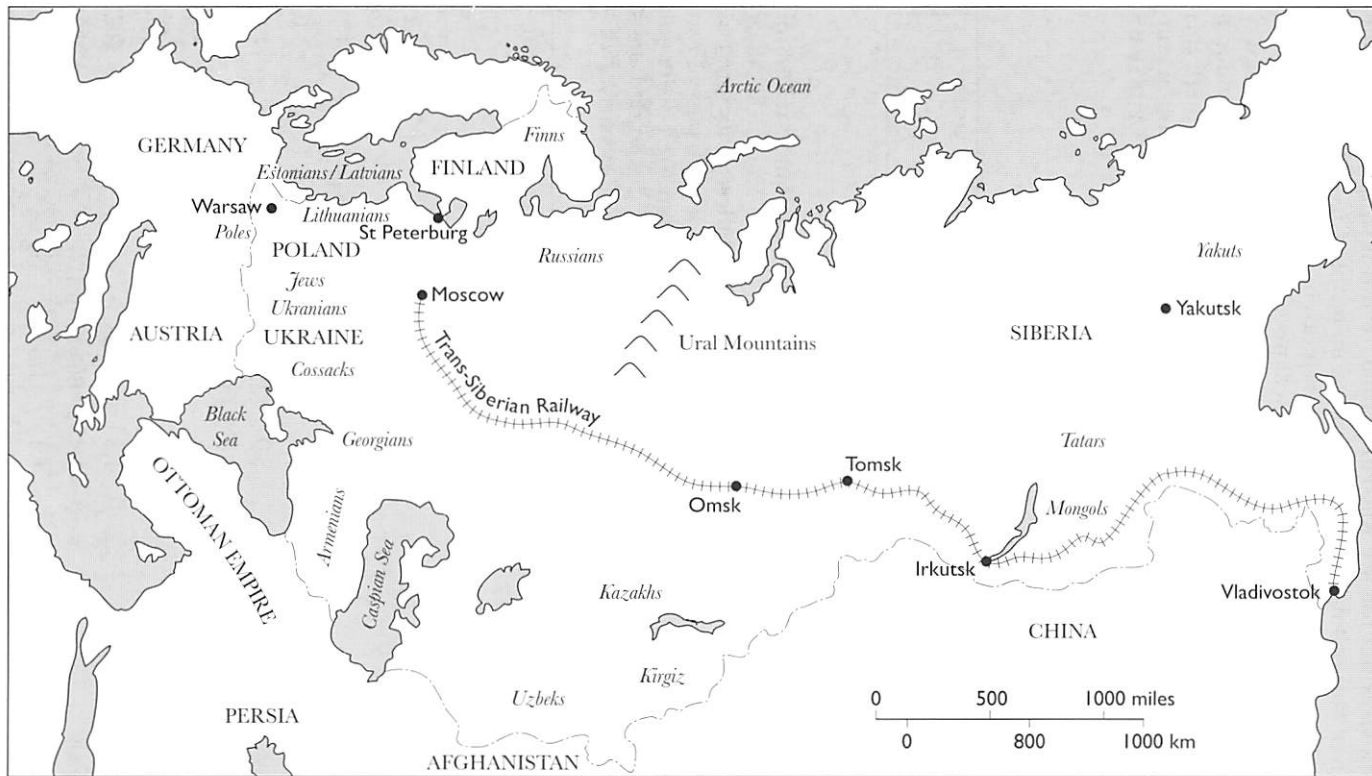 Arctic Ocean
Finns
GERMANY
FINLAND
Estonians/Latvians
Warsaw
Lithuanians
St Peterburg
Poles
POLAND
Russians
Yakuts
Jews
Moscow
Ukranians
Yakutsk
AUSTRIA
UKRAINE
Ural Mountains
SIBERIA
Cossacks
Trans-Siberian Railway
Black
Sea
Georgians
Tatars
Tomsk
OTTOMAN EMPIRE
Omsk
Mongols
Armenians
Irkutsk
Caspian Sea
Kazakhs
Vladivostok
CHINA
Kirgiz
Uzbeks
PERSIA
AFGHANISTAN
0 500 1000 miles
0 800 1000 km